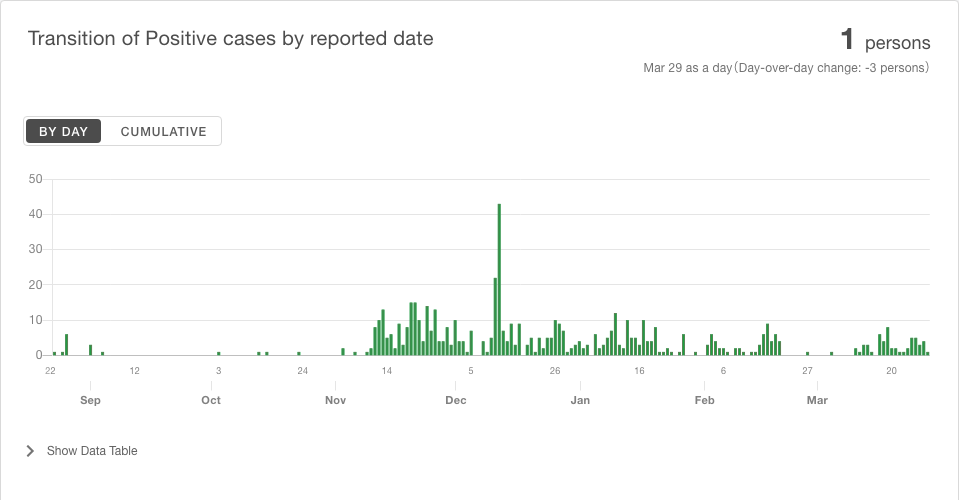 Transition of Positive cases by reported date
1 persons
Mar 29 as a day(Day-over-day change: -3 persons)
BY DAY CUMULATIVE
50
40
30
20
10
0
22 12 3 24 14 5 26 16 6 27 20
Sep Oct Nov Dec Jan Feb Mar
Show Data Table